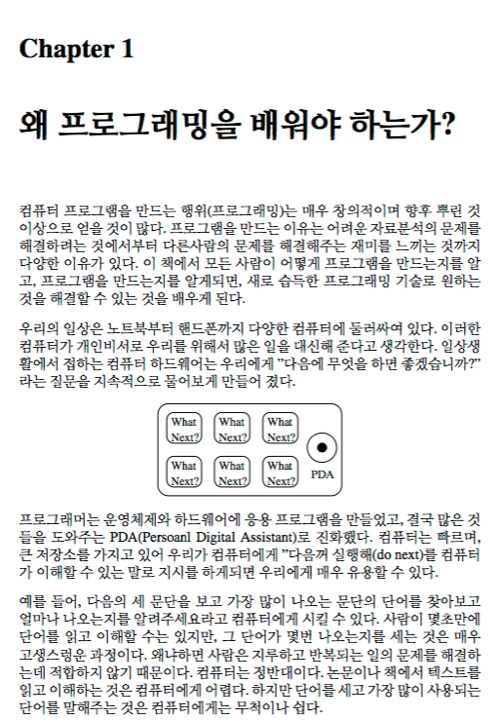 Chapter 1
왜 프로그래밍을 배워야 하는가?
컴퓨터 프로그램을 만드는 행위(프로그래밍)는 매우 창의적이며 향후 뿌린 것
이상으로 얻을 것이 많다. 프로그램을 만드는 이유는 어려운 자료분석의 문제를
해결하려는 것에서부터 다른사람의 문제를 해결해주는 재미를 느끼는 것까지
다양한 이유가 있다. 이 책에서 모든 사람이 어떻게 프로그램을 만드는지를 알
고, 프로그램을 만드는지를 알게되면, 새로 습득한 프로그래밍 기술로 원하는
것을 해결할 수 있는 것을 배우게 된다.
우리의 일상은 노트북부터 핸드폰까지 다양한 컴퓨터에 둘러싸여 있다. 이러한
컴퓨터가 개인비서로 우리를 위해서 많은 일을 대신해 준다고 생각한다. 일상생
활에서 접하는 컴퓨터 하드웨어는 우리에게 ”다음에 무엇을 하면 좋겠습니까?”
라는 질문을 지속적으로 물어보게 만들어 졌다.
What What What
Next? Next? Next?
What What What
Next? Next? Next?
PDA
프로그래머는 운영체제와 하드웨어에 응용 프로그램을 만들었고, 결국 많은 것
들을 도와주는 PDA(Persoanl Digital Assistant)로 진화했다. 컴퓨터는 빠르며,
큰 저장소를 가지고 있어 우리가 컴퓨터에게 ”다음꺼 실행해(do next)를 컴퓨터
가 이해할 수 있는 말로 지시를 하게되면 우리에게 매우 유용할 수 있다.
예를 들어, 다음의 세 문단을 보고 가장 많이 나오는 문단의 단어를 찾아보고
얼마나 나오는지를 알려주세요라고 컴퓨터에게 시킬 수 있다. 사람이 몇초만에
단어를 읽고 이해할 수는 있지만, 그 단어가 몇번 나오는지를 세는 것은 매우
고생스렁운 과정이다. 왜냐하면 사람은 지루하고 반복되는 일의 문제를 해결하
는데 적합하지 않기 때문이다. 컴퓨터는 정반대이다. 논문이나 책에서 텍스트를
읽고 이해하는 것은 컴퓨터에게 어렵다. 하지만 단어를 세고 가장 많이 사용되는
단어를 말해주는 것은 컴퓨터에게는 무척이나 쉽다.